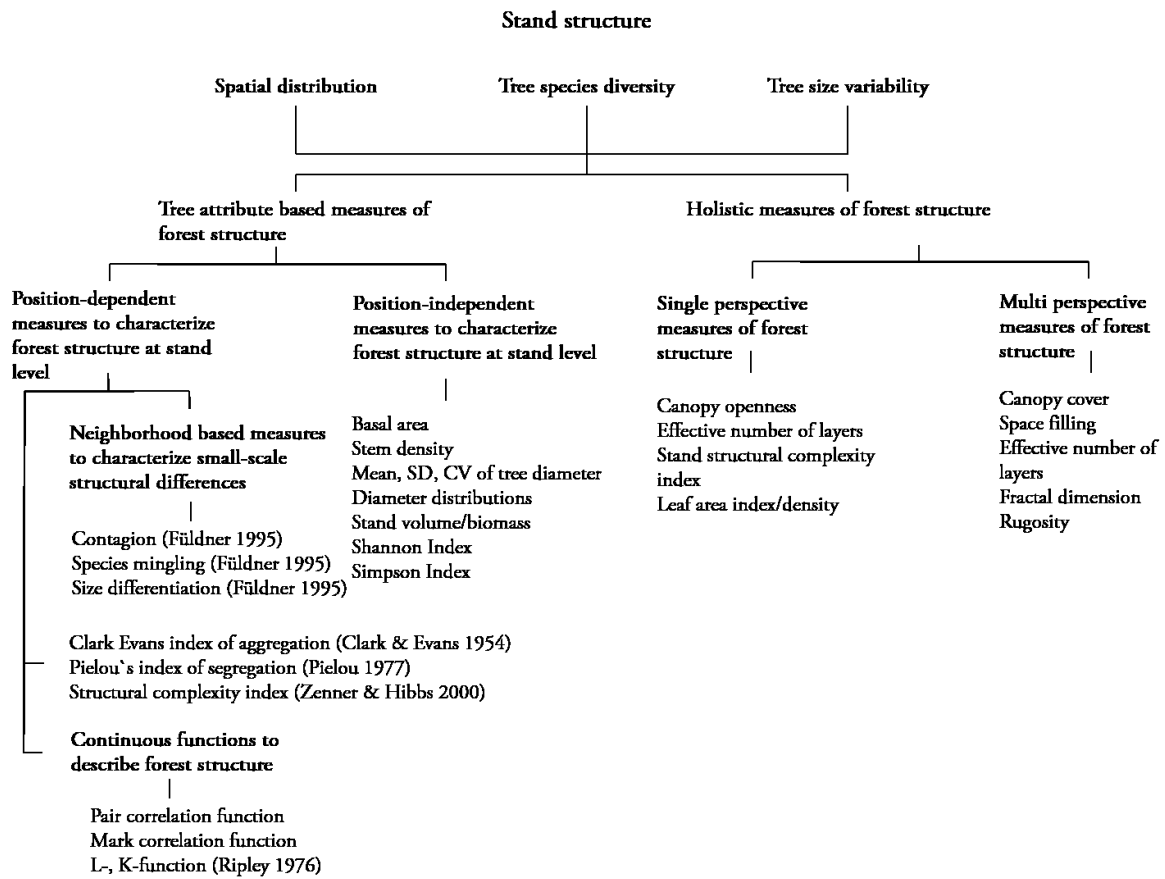 Stand structure
Spatial distribution
Tree species diversity
Tree size variability
Tree attribute based measures of
forest structure
Holistic measures of forest structure
Position-dependent
measures to characterize
forest structure at stand
level
Position-independent
measures to characterize
forest structure at stand level
Single perspective
measures of forest
structure
Multi perspective
measures of forest
structure
Neighborhood based measures
to characterize small-scale
structural differences
Contagion (Füldner 1995)
Species mingling (Füldner 1995)
Size differentiation (Füldner 1995)
Basal area
Stem density
Mean, SD, CV of tree diameter
Diameter distributions
Stand volume/biomass
Shannon Index
Simpson Index
Canopy openness
Effective number of layers
Stand structural complexity
index
Leaf area index/density
Canopy cover
Space filling
Effective number of
layers
Fractal dimension
Rugosity
Clark Evans index of aggregation (Clark & Evans 1954)
Pielou`s index of segregation (Pielou 1977)
Structural complexity index (Zenner & Hibbs 2000)
Continuous functions to
describe forest structure
Pair correlation function
Mark correlation function
L-, K-function (Ripley 1976)